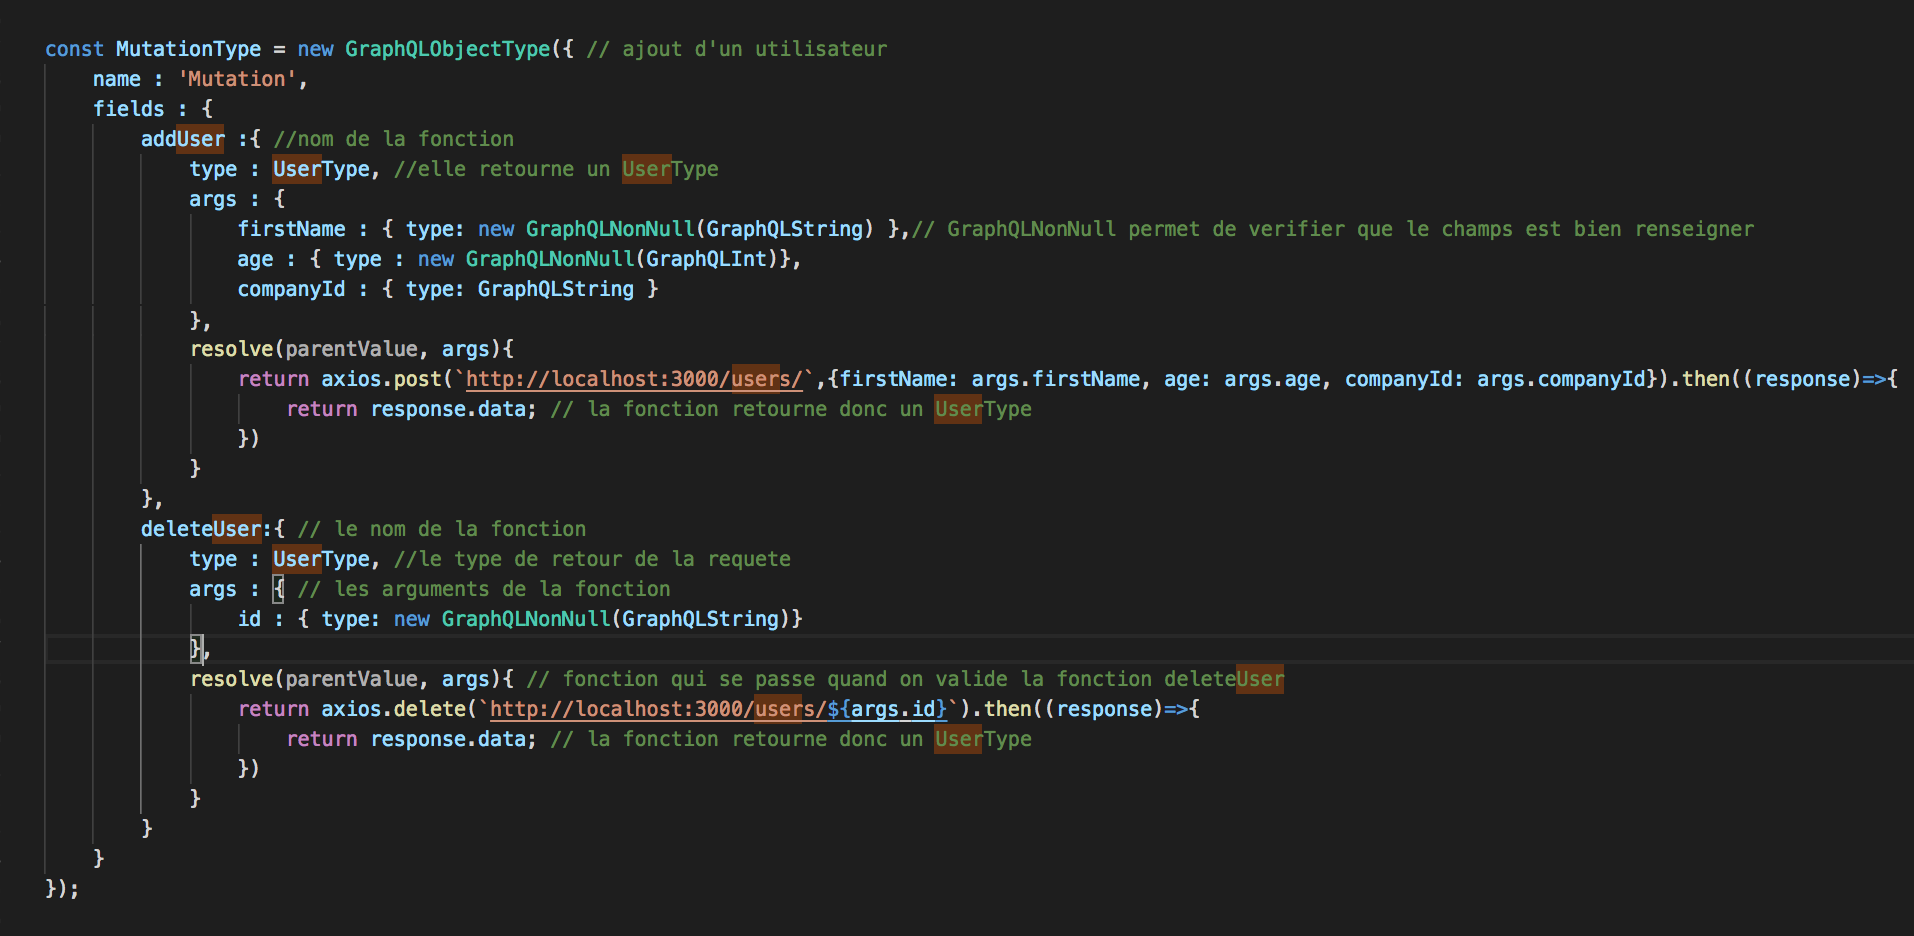 const MutationType = new GraphQLObjectType({ // ajout d'un utilisateur
name : 'Mutation',
fields : {
addUser :{ //nom de la fonction
type : UserType, //elle retourne un UserType
args : {
firstName : { type: new GraphQLNonNull(GraphQLString) },// GraphQLNonNull permet de verifier que le champs est bien renseigner
age : { type : new GraphQLNonNull(GraphQLInt)},
companyId : { type: GraphQLString }
},
resolve(parentValue, args){
return axios.post(`http://localhost:3000/users/`,{firstName: args.firstName, age: args.age, companyId: args.companyId}).then((response)=>{
return response.data; // la fonction retourne donc un UserType
})
}
},
deleteUser:{ // le nom de la fonction
type : UserType, //le type de retour de la requete
args : { // les arguments de la fonction
id : { type: new GraphQLNonNull(GraphQLString)}
},
resolve(parentValue, args){ // fonction qui se passe quand on valide la fonction deleteUser
return axios.delete(`http://localhost:3000/users/${args.id}`).then((response)=>{
return response.data; // la fonction retourne donc un UserType
})
}
}
}
});